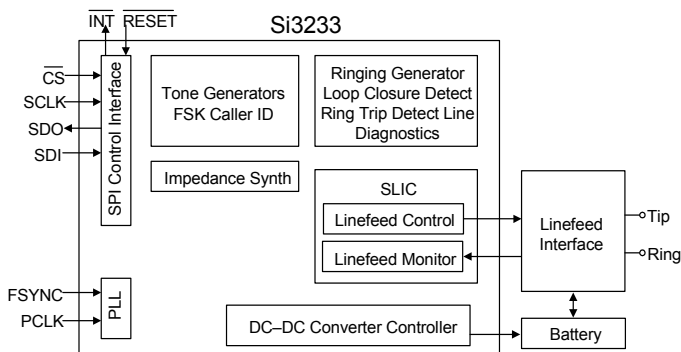 Si3233
INT RESET
CS
SCLK
SDO
SDI
SPI Control Interface
Tone Generators
FSK Caller ID
Ringing Generator
Loop Closure Detect
Ring Trip Detect Line
Diagnostics
Impedance Synth
SLIC
Linefeed Control
Linefeed Monitor
Linefeed
Interface
Tip
Ring
FSYNC
PCLK
PLL
DC–DC Converter Controller
Battery